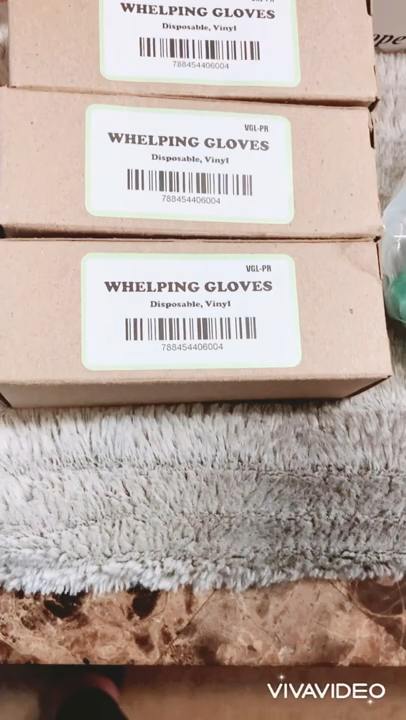 WHELPING GLOVES
Disposable, Vinyl
788454406004
VGL-PR
WHELPING GLOVES
Disposable, Vinyl
788454406004
VGL-PR
WHELPING GLOVES
Disposable, Vinyl
788454406004
VIVAVIDEO